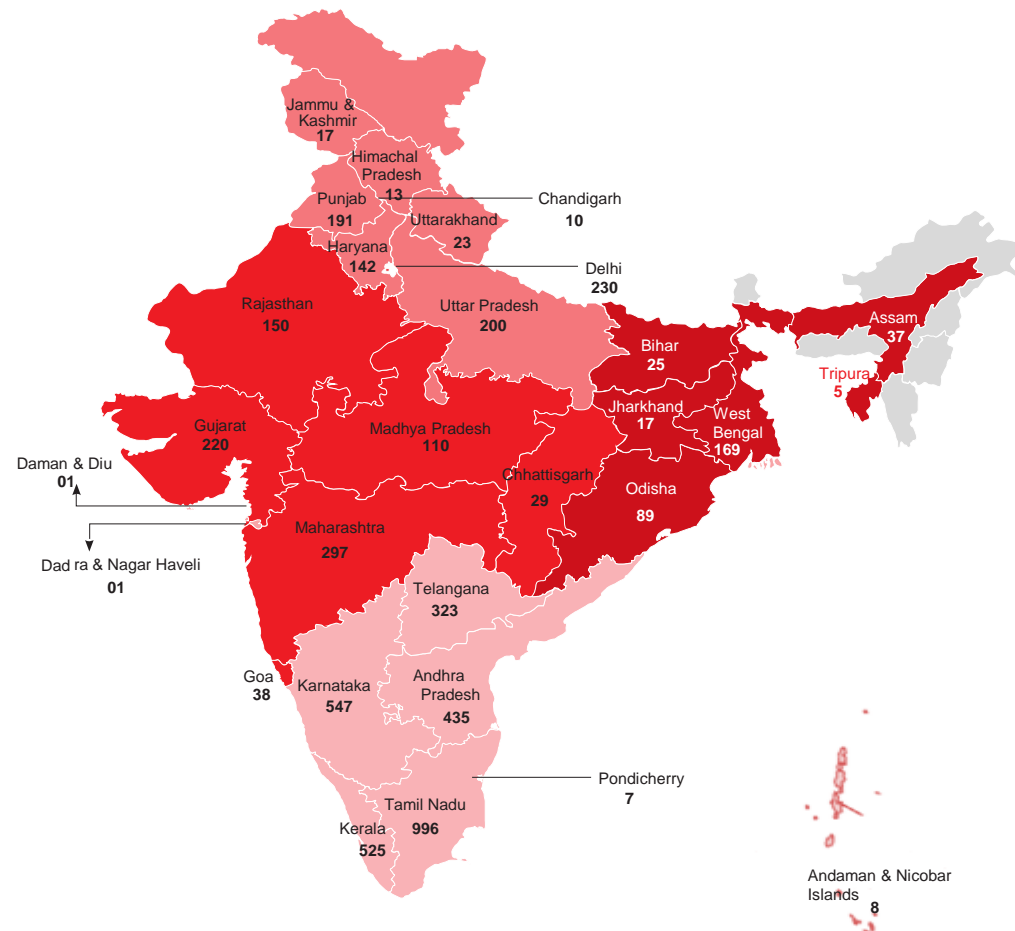 Jammu &
Kashmir
17
Himachal
Pradesh
13
Punjab
191
Chandigarh
10
Uttarakhand
23
Haryana
142
Delhi
230
Rajasthan
150
Uttar Pradesh
200
Assam
37
Bihar
25
Tripura
5
Jharkhand
17
West
Bengal
169
Gujarat
220
Madhya Pradesh
110
Daman & Diu
01
Chhattisgarh
29
Odisha
89
Maharashtra
297
Dad ra & Nagar Haveli
01
Telangana
323
Goa
38
Karnataka
547
Andhra
Pradesh
435
Pondicherry
7
Tamil Nadu
996
Kerala
525
Andaman & Nicobar
Islands
8